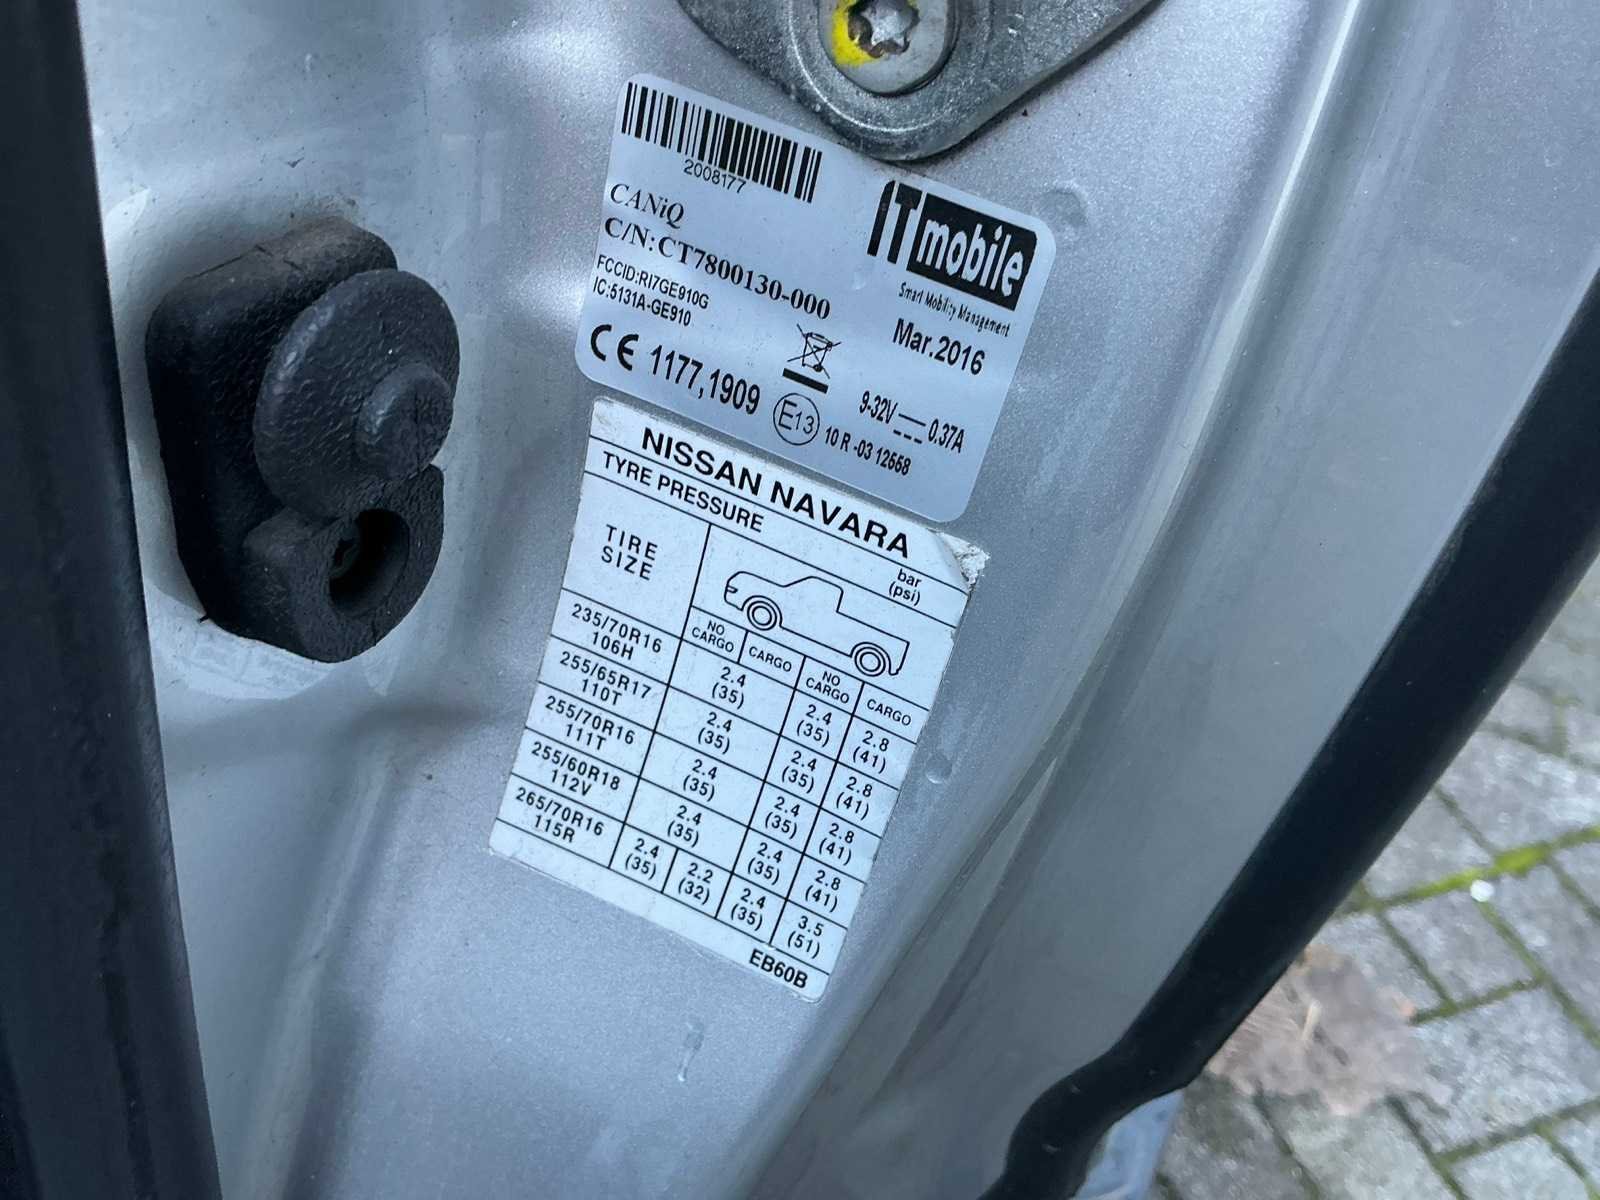 2008177
CANiQ
C/N:CT7800130-000
FCCID:RI7GE910G
IC:5131A-GE910
CE 1177,1909
IT mobile
Smart Mobility Management
Mar.2016
9-32V 0.37A
E13 10 R -03 12558
NISSAN NAVARA
TYRE PRESSURE
bar
(psi)
TIRE
SIZE
NO
CARGO
CARGO
NO
CARGO
CARGO
235/70R16
106H
2.4
(35)
2.4
(35)
2.8
(41)
255/65R17
110T
2.4
(35)
2.4
(35)
2.8
(41)
255/70R16
111T
2.4
(35)
2.4
(35)
2.8
(41)
255/60R18
112V
2.4
(35)
2.4
(35)
2.8
(41)
265/70R16
115R
2.4
(35)
2.2
(32)
2.4
(35)
3.5
(51)
EB60B